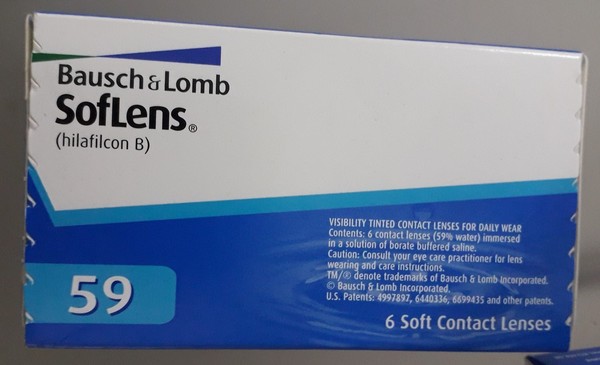 Bausch & Lomb
SofLens®
(hilafilcon B)
VISIBILITY TINTED CONTACT LENSES FOR DAILY WEAR
Contents: 6 contact lenses (59% water) immersed
in a solution of borate buffered saline.
Caution: Consult your eye care practitioner for lens
wearing and care instructions.
TM/® denote trademarks of Bausch & Lomb Incorporated.
© Bausch & Lomb Incorporated.
U.S. Patents: 4997897, 6440336, 6699435 and other patents.
59
6 Soft Contact Lenses